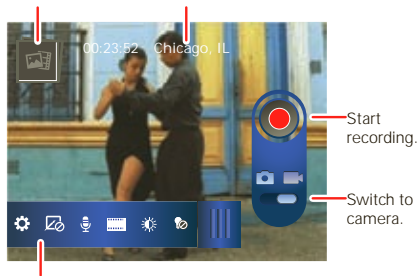 00:23:52 Chicago, IL
Start
recording.
Switch to
camera.